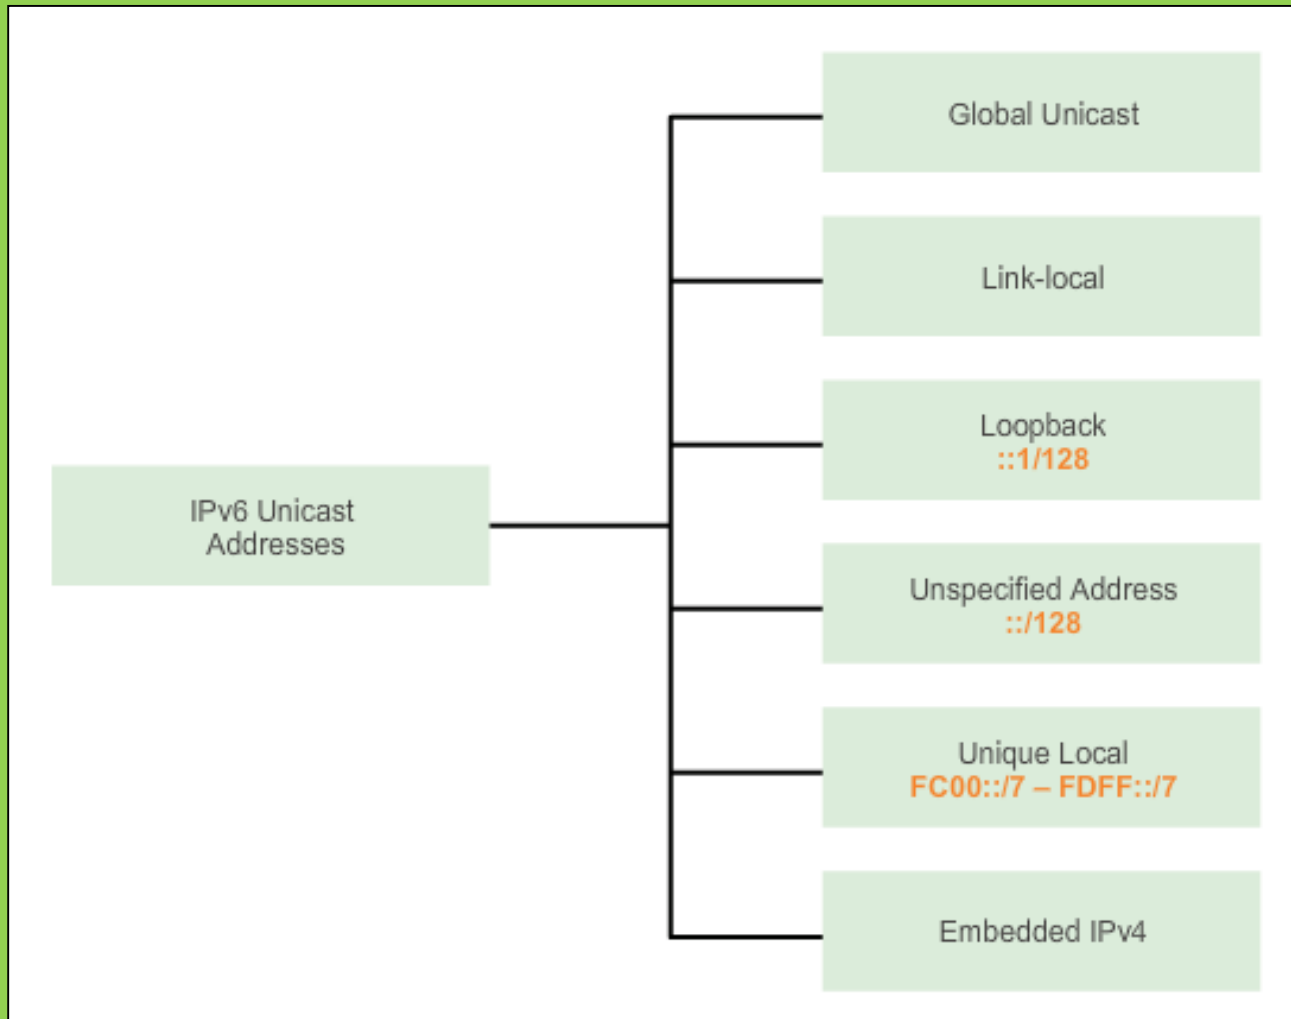 IPv6 Unicast
Addresses
Global Unicast
Link-local
Loopback
::1/128
Unspecified Address
::/128
Unique Local
FC00::/7 – FDFF::/7
Embedded IPv4